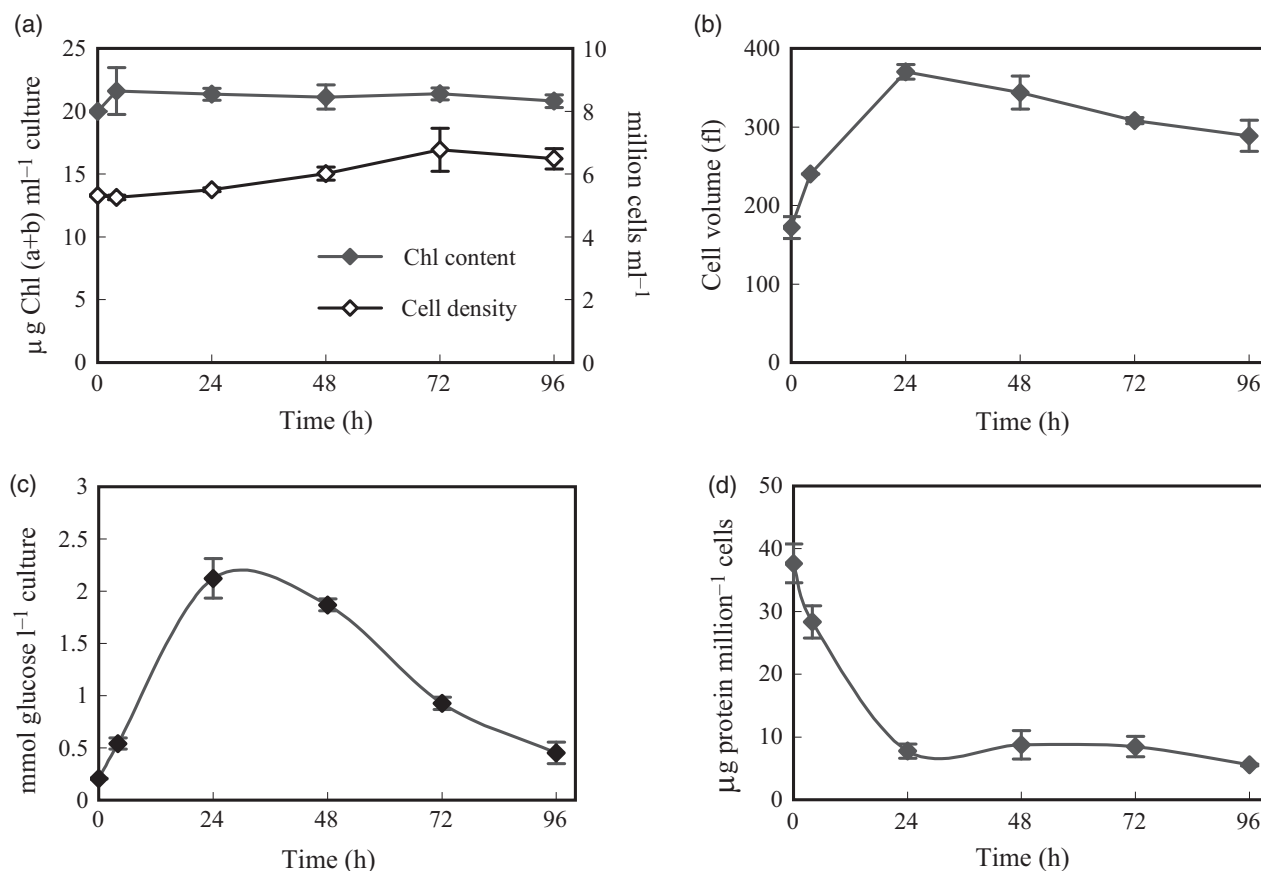 (a)
25
20
15
10
5
0
μg Chl (a+b) ml⁻¹ culture
10
8
6
4
2
0
million cells ml⁻¹
Chl content
Cell density
0 24 48 72 96
Time (h)
(b)
400
300
200
100
0
Cell volume (fl)
0 24 48 72 96
Time (h)
(c)
3
2.5
2
1.5
1
0.5
0
mmol glucose l⁻¹ culture
0 24 48 72 96
Time (h)
(d)
50
40
30
20
10
0
μg protein million⁻¹ cells
0 24 48 72 96
Time (h)